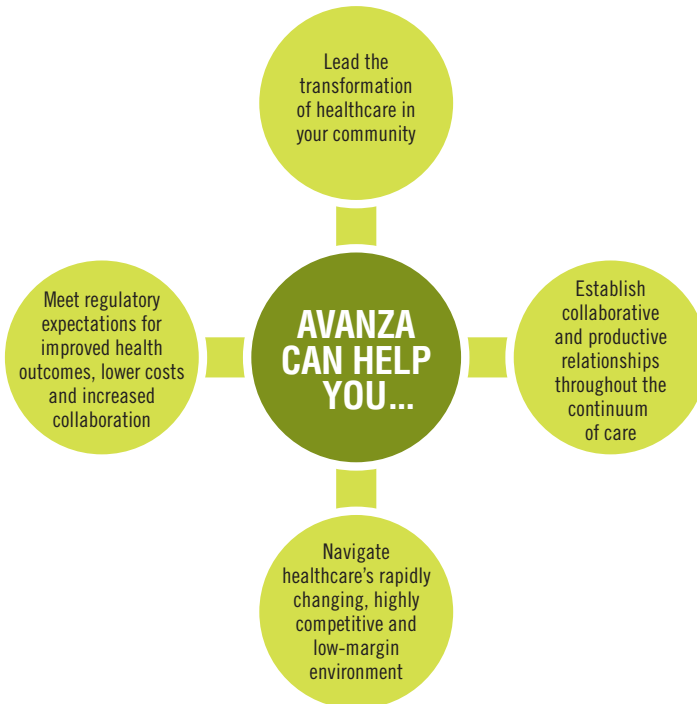 Lead the
transformation
of healthcare in
your community
Meet regulatory
expectations for
improved health
outcomes, lower costs
and increased
collaboration
AVANZA
CAN HELP
YOU...
Establish
collaborative
and productive
relationships
throughout the
continuum
of care
Navigate
healthcare's rapidly
changing, highly
competitive and
low-margin
environment